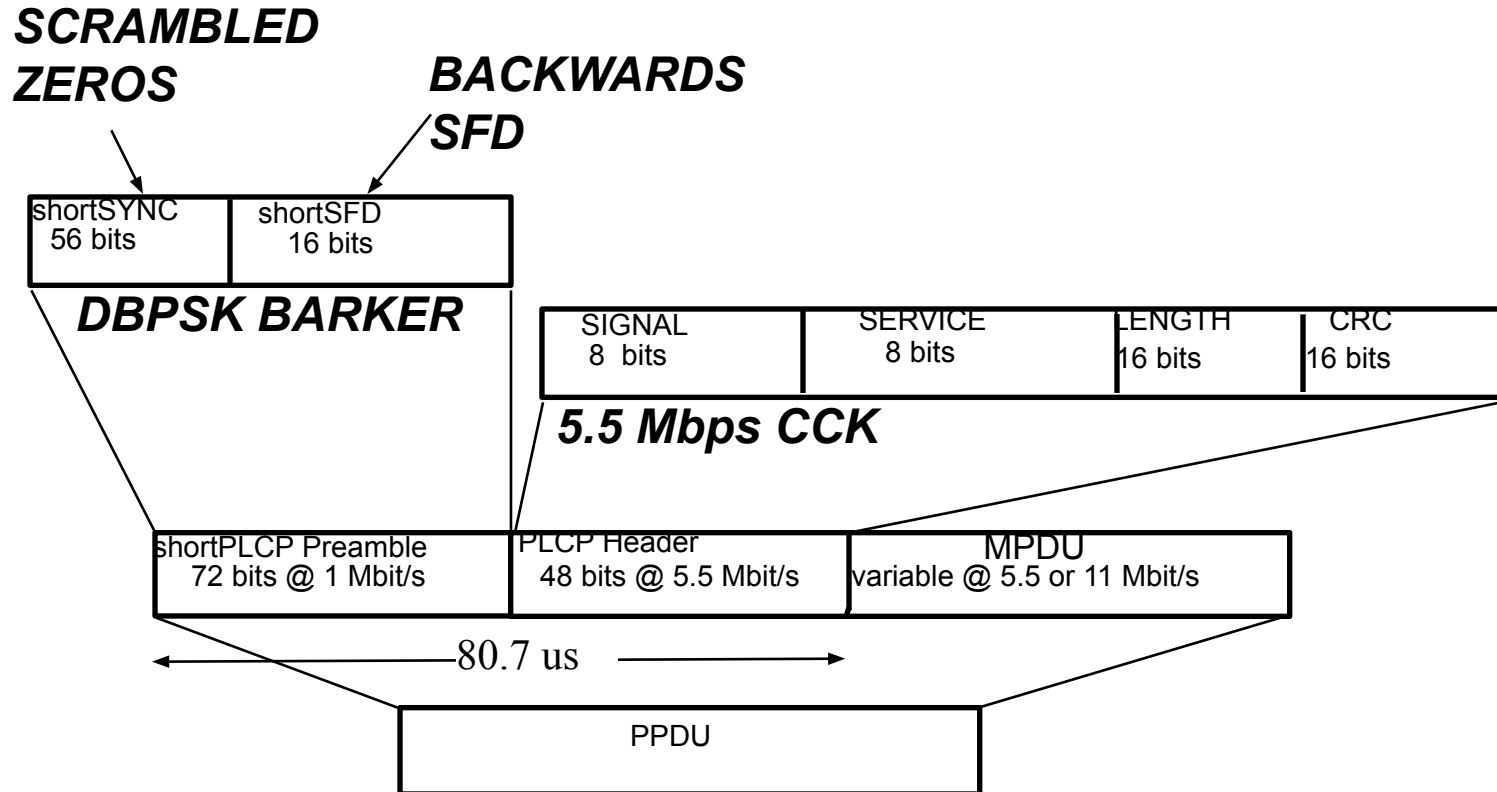 SCRAMBLED
ZEROS
BACKWARDS
SFD
shortSYNC
56 bits
shortSFD
16 bits
DBPSK BARKER
SIGNAL
8 bits
SERVICE
8 bits
LENGTH
16 bits
CRC
16 bits
5.5 Mbps CCK
shortPLCP Preamble
72 bits @ 1 Mbit/s
PLCP Header
48 bits @ 5.5 Mbit/s
MPDU
variable @ 5.5 or 11 Mbit/s
80.7 us
PPDU